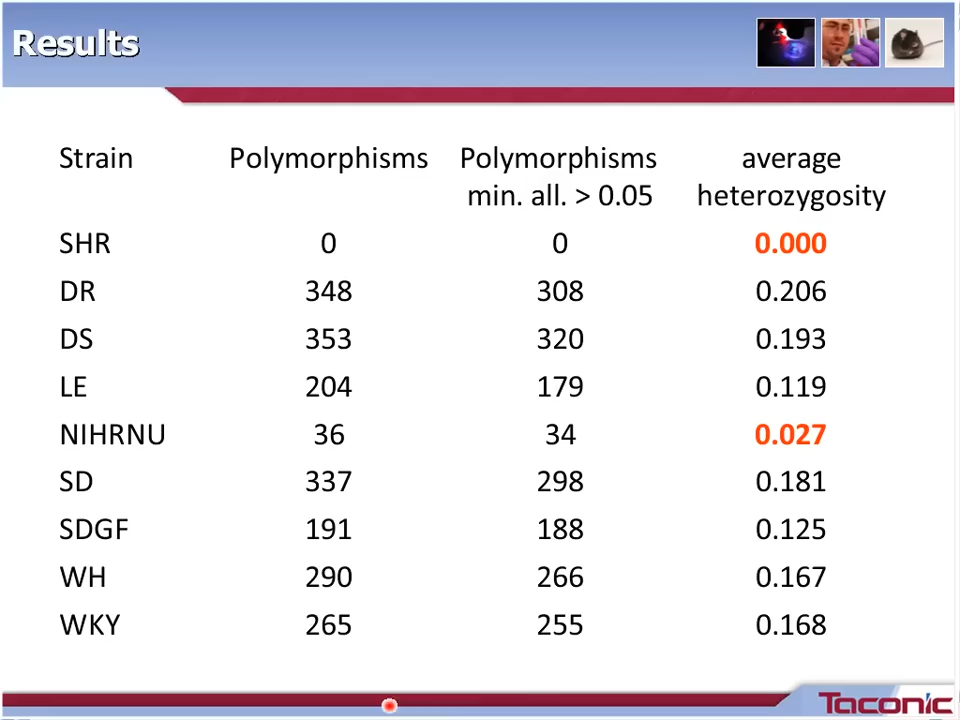 Results
Strain Polymorphisms Polymorphisms average
min. all. > 0.05 heterozygosity
SHR 0 0 0.000
DR 348 308 0.206
DS 353 320 0.193
LE 204 179 0.119
NIHRNU 36 34 0.027
SD 337 298 0.181
SDGF 191 188 0.125
WH 290 266 0.167
WKY 265 255 0.168
Taconic